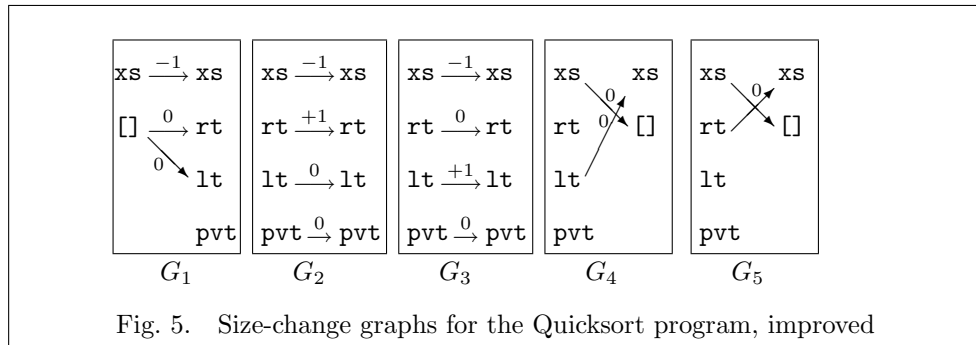 −1 −1 −1
xs xs xs xs xs xs xs xs xs xs
0 0
0 +1 0 0
[] rt rt rt rt rt rt [] rt []
0 0 +1
lt lt lt lt lt lt lt
0 0
pvt pvt pvt pvt pvt pvt pvt
G1 G2 G3 G4 G5
Fig. 5. Size-change graphs for the Quicksort program, improved